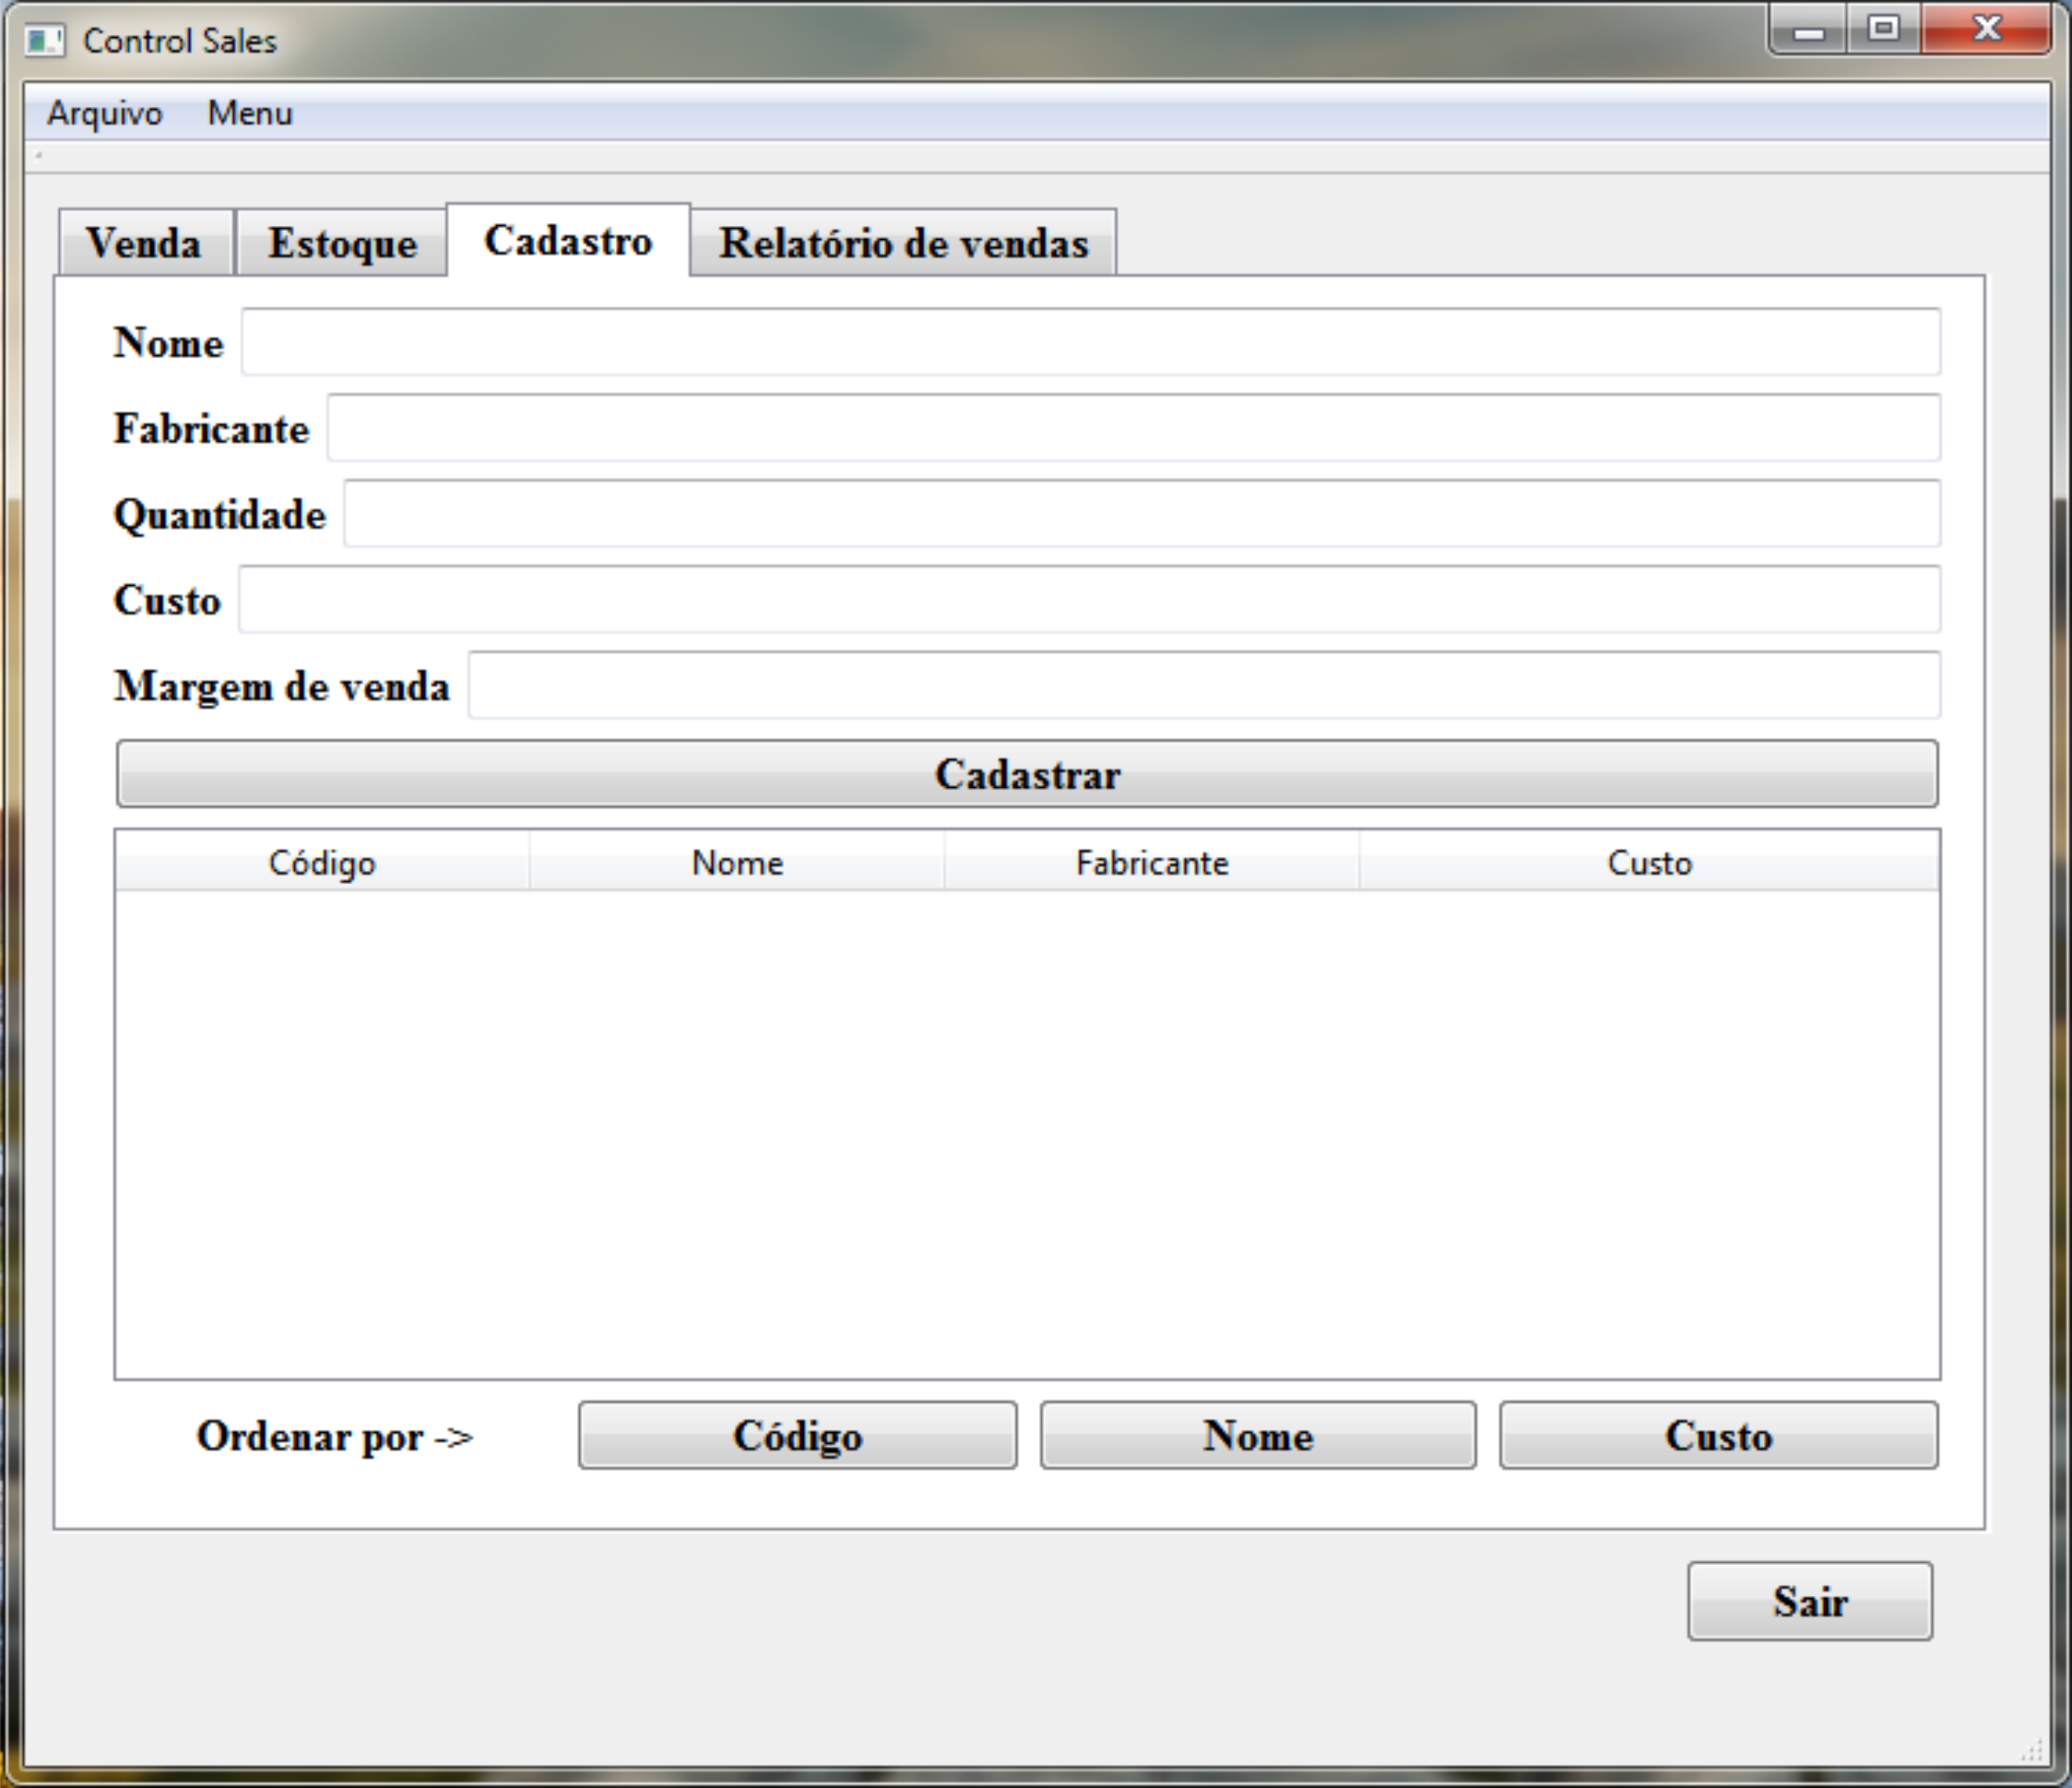 Control Sales
Arquivo Menu
Venda Estoque Cadastro Relatório de vendas
Nome
Fabricante
Quantidade
Custo
Margem de venda
Cadastrar
Código Nome Fabricante Custo
Ordenar por -> Código Nome Custo
Sair